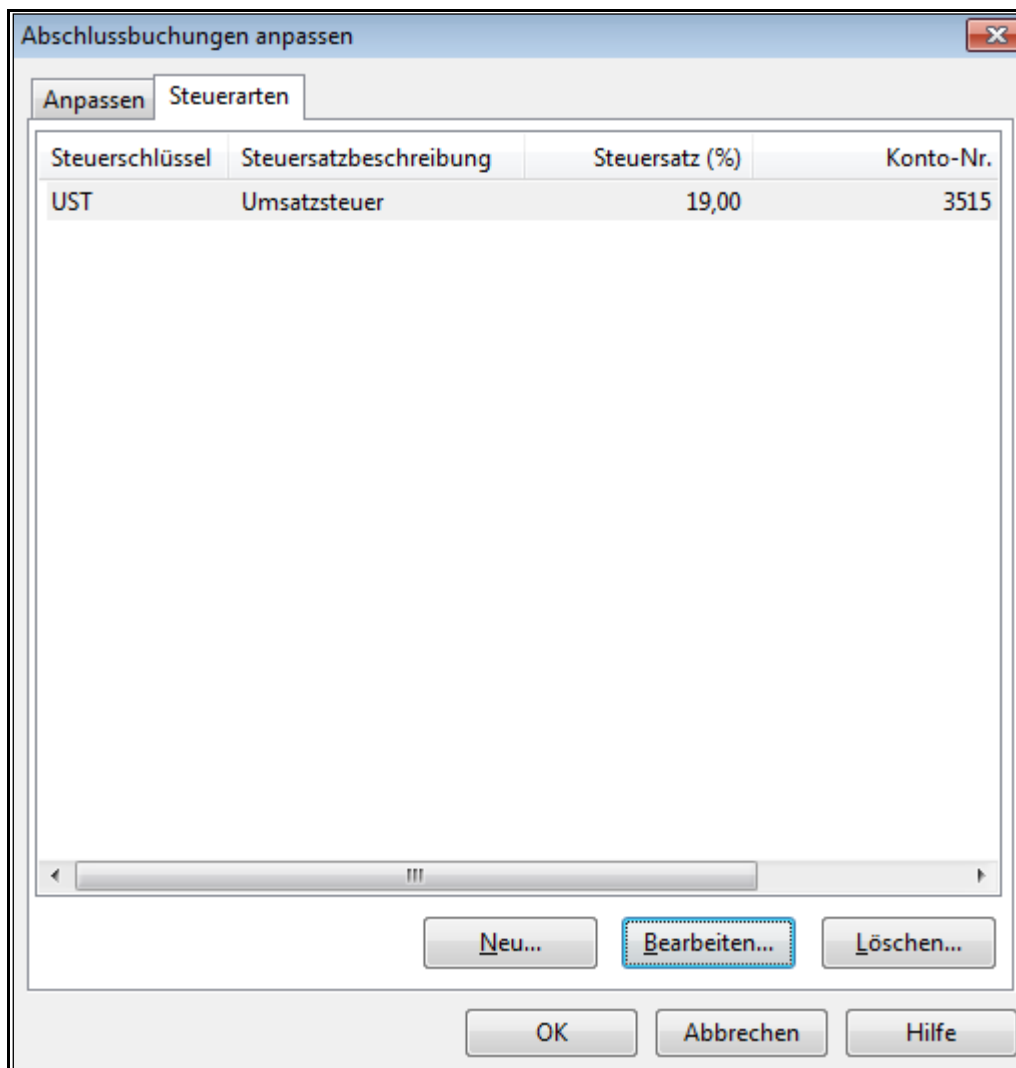 Abschlussbuchungen anpassen
Anpassen Steuerarten
Steuerschlüssel Steuersatzbeschreibung Steuersatz (%) Konto-Nr.
UST Umsatzsteuer 19,00 3515
Neu... Bearbeiten... Löschen...
OK Abbrechen Hilfe